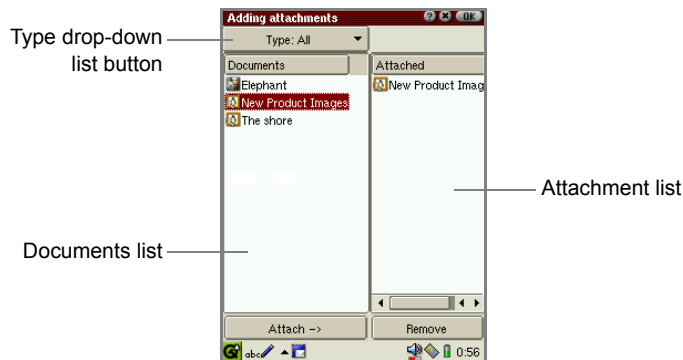 Adding attachments ? OK
Type drop-down
list button
Type: All
Documents
Attached
Elephant
New Product Images
The shore
New Product Imag
Attachment list
Documents list
Attach ->
Remove
abc
0:56